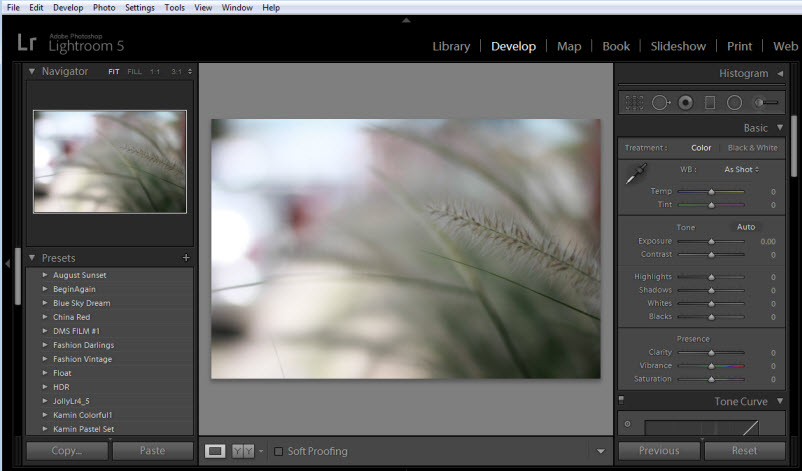 File Edit Develop Photo Settings Tools View Window Help
Lr Adobe Photoshop
Lightroom 5
Library Develop Map Book Slideshow Print Web
Navigator FIT FILL 1:1 3:1
Histogram
Basic
Treatment : Color Black & White
WB : As Shot
Temp 0
Tint 0
Tone Auto
Exposure 0.00
Contrast 0
Highlights 0
Shadows 0
Whites 0
Blacks 0
Presence
Clarity 0
Vibrance 0
Saturation 0
Tone Curve
Presets +
August Sunset
BeginAgain
Blue Sky Dream
China Red
DMS FILM #1
Fashion Darlings
Fashion Vintage
Float
HDR
JollyLr4_5
Kamin Colorful1
Kamin Pastel Set
Copy... Paste
YY Soft Proofing
Previous Reset